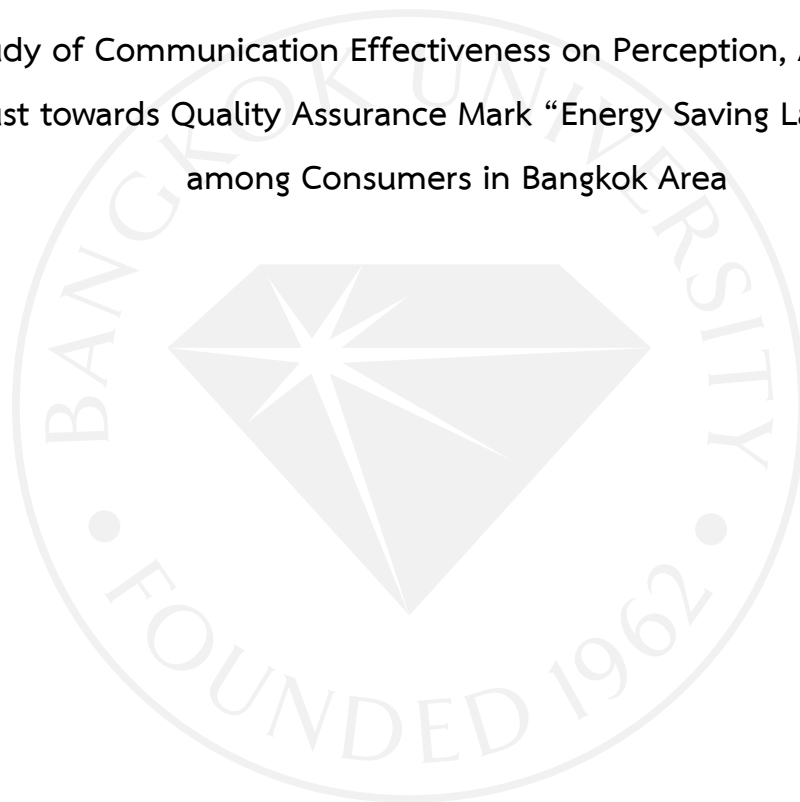 udy of Communication Effectiveness on Perception,
ust towards Quality Assurance Mark “Energy Saving La
among Consumers in Bangkok Area
BANGKOK UNIVERSITY
FOUNDED 1962